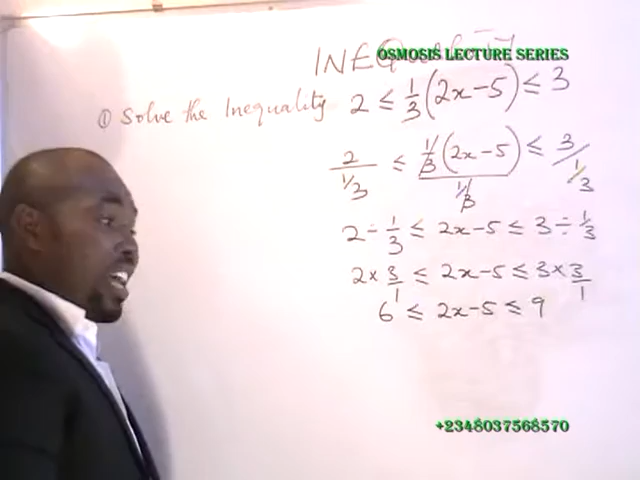 OSMOSIS LECTURE SERIES
① Solve the Inequality 2 ≤ 1/3 (2x - 5) ≤ 3
2 / 1/3 ≤ 1/3 (2x - 5) / 1/3 ≤ 3 / 1/3
2 ÷ 1/3 ≤ 2x - 5 ≤ 3 ÷ 1/3
2 × 3/1 ≤ 2x - 5 ≤ 3 × 3/1
6 ≤ 2x - 5 ≤ 9
+2348037568570